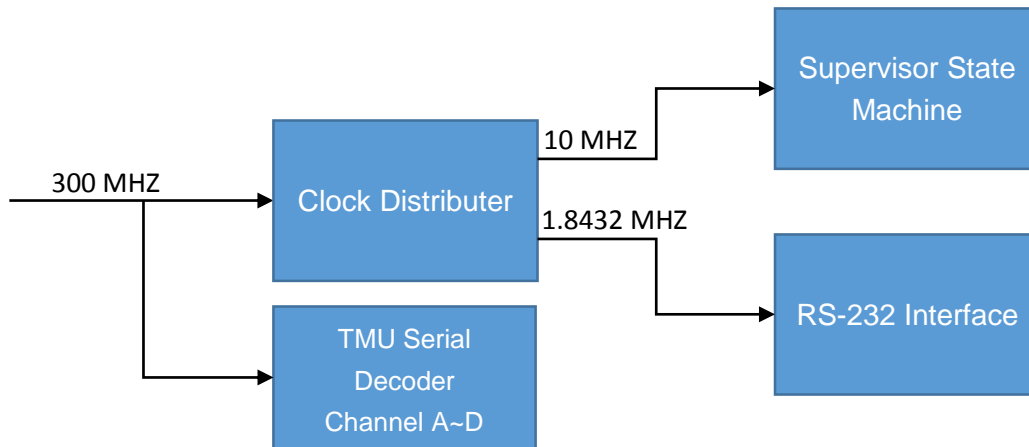 Supervisor State
Machine
10 MHZ
300 MHZ
Clock Distributer
1.8432 MHZ
RS-232 Interface
TMU Serial
Decoder
Channel A~D